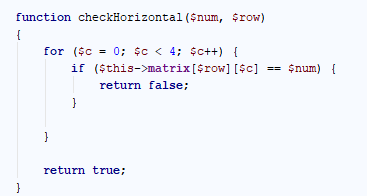 function checkHorizontal($num, $row)
{
for ($c = 0; $c < 4; $c++) {
if ($this->matrix[$row][$c] == $num) {
return false;
}
}
return true;
}